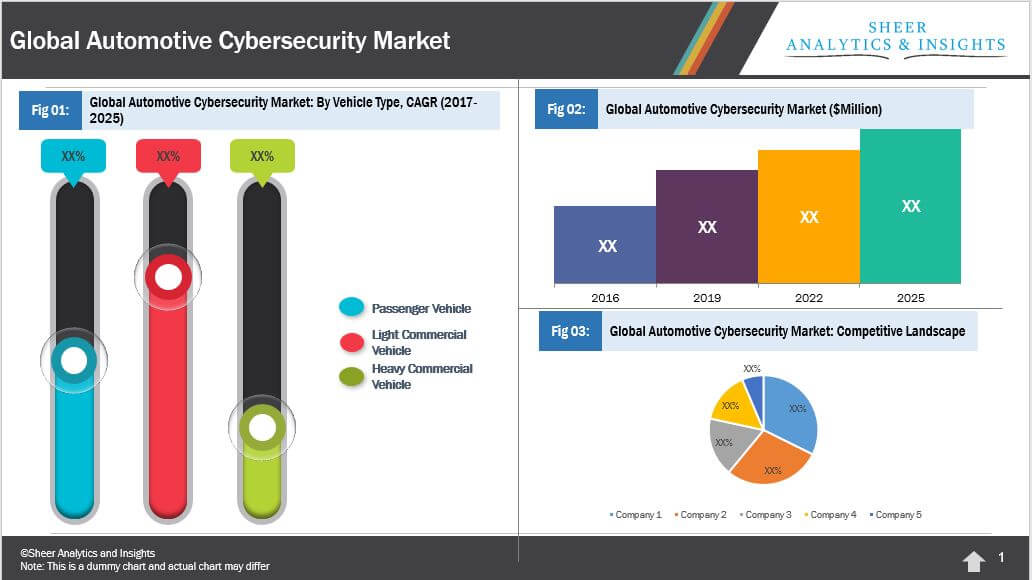 Global Automotive Cybersecurity Market
SHEER
ANALYTICS & INSIGHTS
Fig 01:
Global Automotive Cybersecurity Market: By Vehicle Type, CAGR (2017-
2025)
XX%
XX%
XX%
Passenger Vehicle
Light Commercial
Vehicle
Heavy Commercial
Vehicle
Fig 02:
Global Automotive Cybersecurity Market ($Million)
XX
XX
XX
XX
2016
2019
2022
2025
Fig 03:
Global Automotive Cybersecurity Market: Competitive Landscape
XX%
XX%
XX%
XX%
XX%
Company 1
Company 2
Company 3
Company 4
Company 5
©Sheer Analytics and Insights
Note: This is a dummy chart and actual chart may differ
1